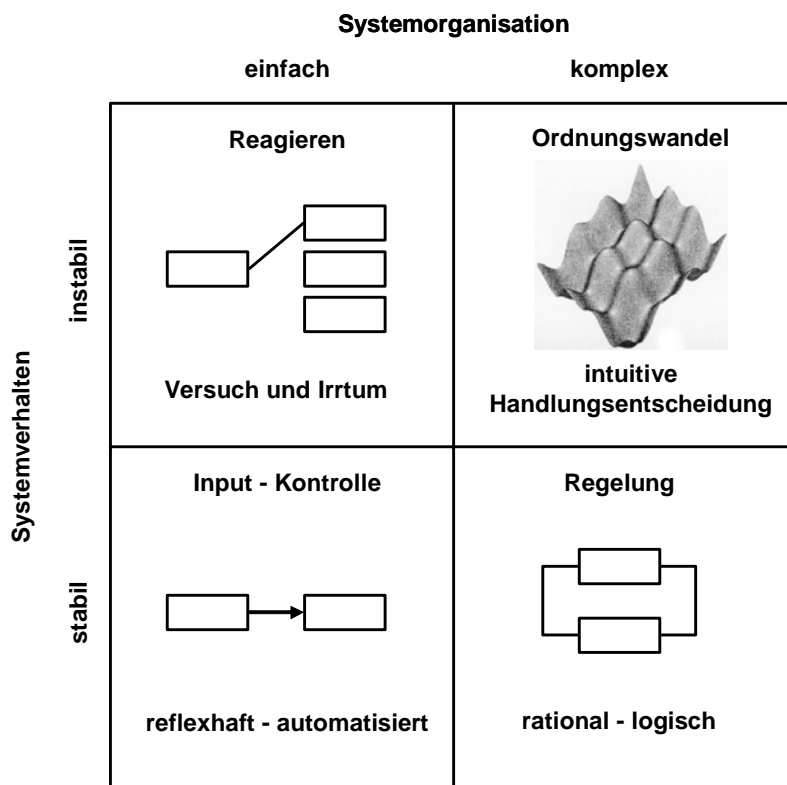 Systemorganisation
einfach
komplex
Systemverhalten
instabil
Reagieren
Versuch und Irrtum
Ordnungswandel
intuitive
Handlungsentscheidung
stabil
Input - Kontrolle
reflexhaft - automatisiert
Regelung
rational - logisch